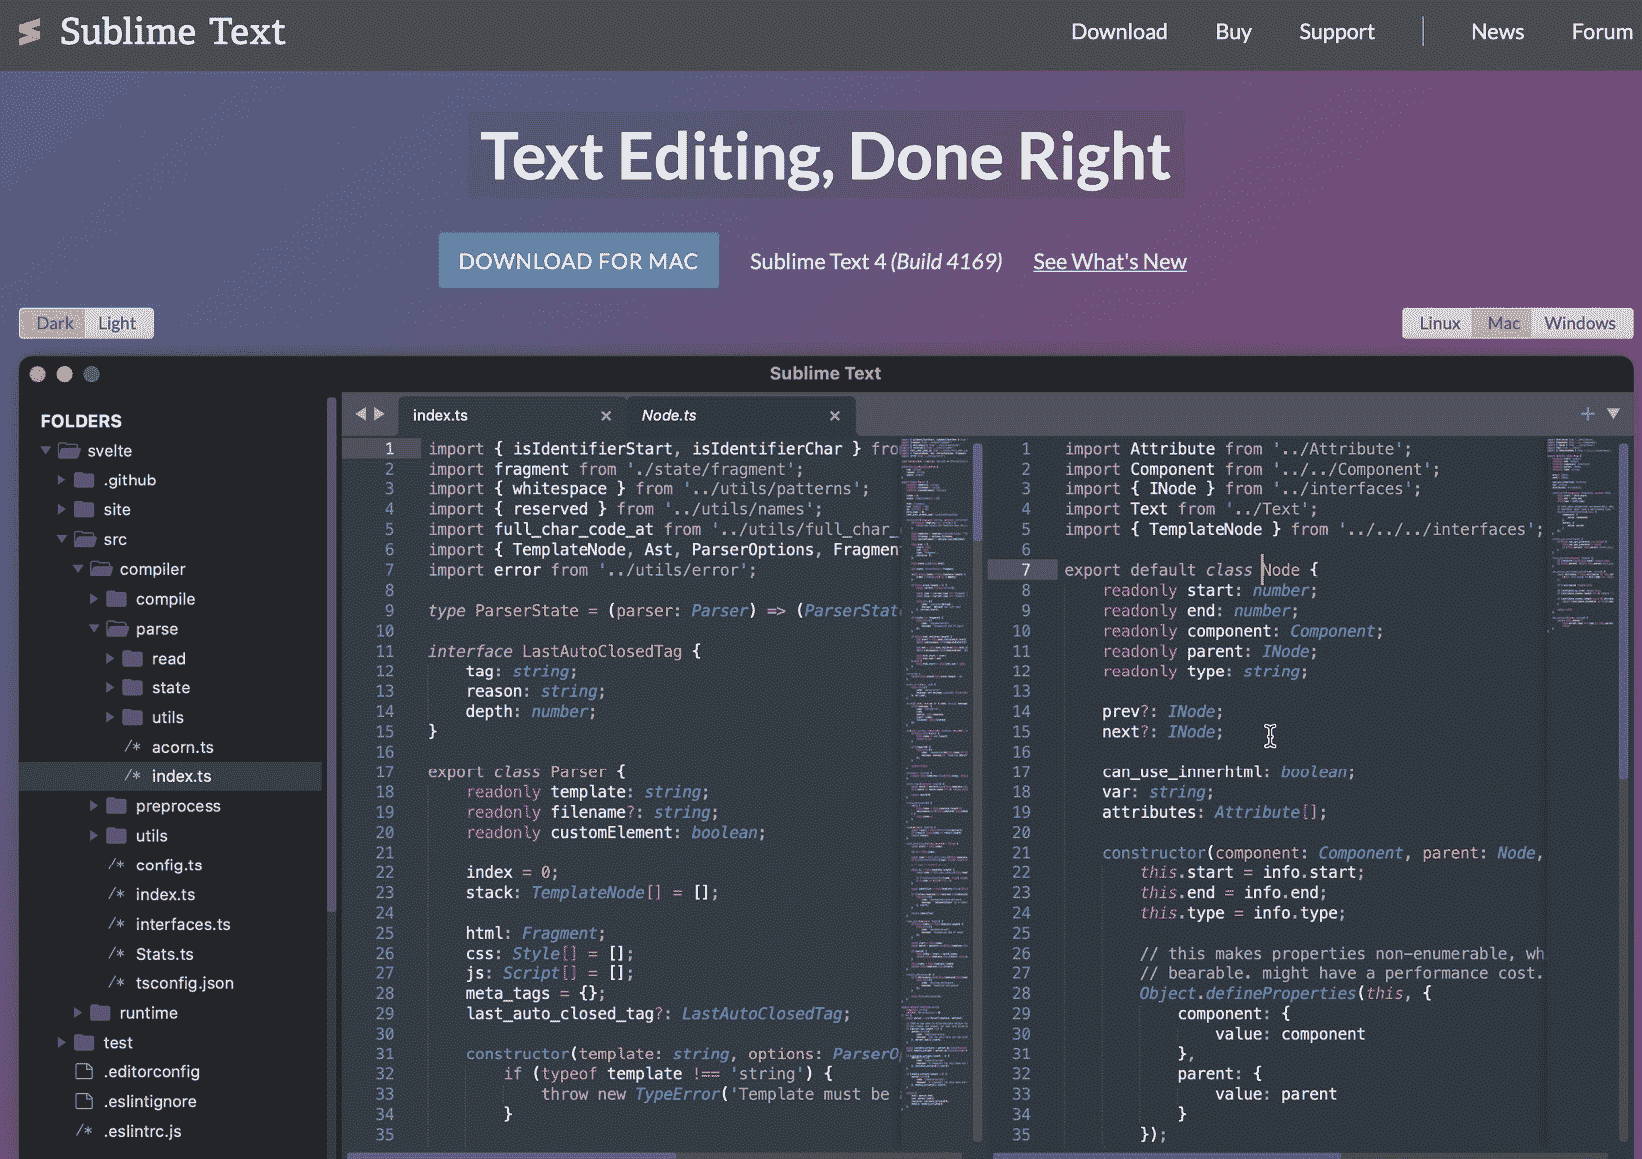 Sublime Text
Download Buy Support News Forum
Text Editing, Done Right
DOWNLOAD FOR MAC Sublime Text 4 (Build 4169) See What's New
Dark Light
Linux Mac Windows
Sublime Text
FOLDERS
svelte
.github
site
src
compiler
compile
parse
read
state
utils
/* acorn.ts
/* index.ts
preprocess
utils
/* config.ts
/* index.ts
/* interfaces.ts
/* Stats.ts
/* tsconfig.json
runtime
test
.editorconfig
.eslintignore
/* .eslintrc.js
index.ts
Node.ts
1 import { isIdentifierStart, isIdentifierChar } fro
2 import fragment from './state/fragment';
3 import { whitespace } from '../utils/patterns';
4 import { reserved } from '../utils/names';
5 import full_char_code_at from '../utils/full_char_
6 import { TemplateNode, Ast, ParserOptions, Fragmen
7 import error from '../utils/error';
8
9 type ParserState = (parser: Parser) => (ParserStat
10
11 interface LastAutoClosedTag {
12 tag: string;
13 reason: string;
14 depth: number;
15 }
16
17 export class Parser {
18 readonly template: string;
19 readonly filename?: string;
20 readonly customElement: boolean;
21
22 index = 0;
23 stack: TemplateNode[] = [];
24
25 html: Fragment;
26 css: Style[] = [];
27 js: Script[] = [];
28 meta_tags = {};
29 last_auto_closed_tag?: LastAutoClosedTag;
30
31 constructor(template: string, options: ParserO
32 if (typeof template !== 'string') {
33 throw new TypeError('Template must be
34 }
35
1 import Attribute from '../Attribute';
2 import Component from '../../Component';
3 import { INode } from '../interfaces';
4 import Text from '../Text';
5 import { TemplateNode } from '../../../interfaces';
6
7 export default class Node {
8 readonly start: number;
9 readonly end: number;
10 readonly component: Component;
11 readonly parent: INode;
12 readonly type: string;
13
14 prev?: INode;
15 next?: INode;
16
17 can_use_innerhtml: boolean;
18 var: string;
19 attributes: Attribute[];
20
21 constructor(component: Component, parent: Node,
22 this.start = info.start;
23 this.end = info.end;
24 this.type = info.type;
25
26 // this makes properties non-enumerable, wh
27 // bearable. might have a performance cost.
28 Object.defineProperties(this, {
29 component: {
30 value: component
31 },
32 parent: {
33 value: parent
34 }
35 });